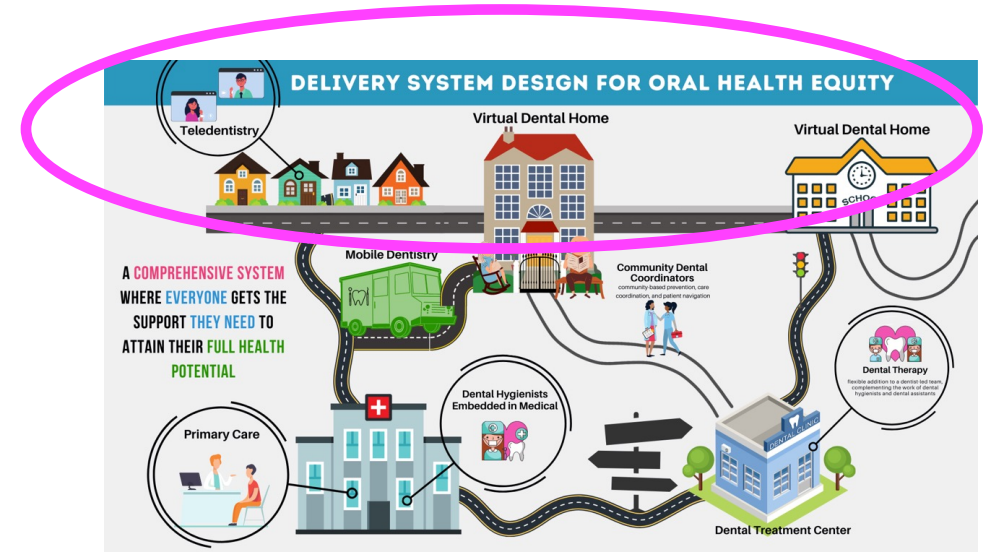 DELIVERY SYSTEM DESIGN FOR ORAL HEALTH EQUITY
Teledentistry
Virtual Dental Home
Virtual Dental Home
SCHOOL
Mobile Dentistry
A COMPREHENSIVE SYSTEM
WHERE EVERYONE GETS THE
SUPPORT THEY NEED TO
ATTAIN THEIR FULL HEALTH
POTENTIAL
Community Dental
Coordinators
community-based prevention, care
coordination, and patient navigation
Dental Therapy
flexible addition to a dentist-led team,
complementing the work of dental
hygienists and dental assistants
Dental Hygienists
Embedded in Medical
Primary Care
DENTAL CLINIC
Dental Treatment Center